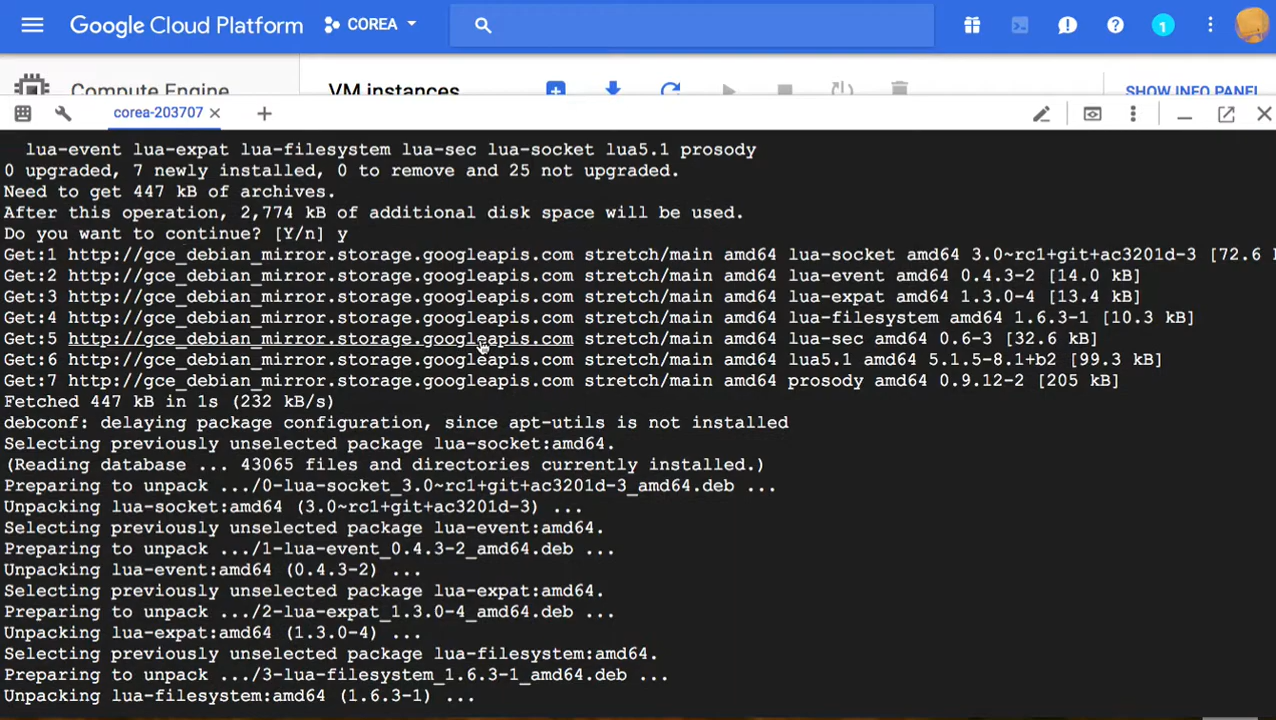 Google Cloud Platform COREA 1
Compute Engine VM instances SHOW INFO PANEL
corea-203707
lua-event lua-expat lua-filesystem lua-sec lua-socket lua5.1 prosody
0 upgraded, 7 newly installed, 0 to remove and 25 not upgraded.
Need to get 447 kB of archives.
After this operation, 2,774 kB of additional disk space will be used.
Do you want to continue? [Y/n] y
Get:1 http://gce_debian_mirror.storage.googleapis.com stretch/main amd64 lua-socket amd64 3.0~rc1+git+ac3201d-3 [72.6 k
Get:2 http://gce_debian_mirror.storage.googleapis.com stretch/main amd64 lua-event amd64 0.4.3-2 [14.0 kB]
Get:3 http://gce_debian_mirror.storage.googleapis.com stretch/main amd64 lua-expat amd64 1.3.0-4 [13.4 kB]
Get:4 http://gce_debian_mirror.storage.googleapis.com stretch/main amd64 lua-filesystem amd64 1.6.3-1 [10.3 kB]
Get:5 http://gce_debian_mirror.storage.googleapis.com stretch/main amd64 lua-sec amd64 0.6-3 [32.6 kB]
Get:6 http://gce_debian_mirror.storage.googleapis.com stretch/main amd64 lua5.1 amd64 5.1.5-8.1+b2 [99.3 kB]
Get:7 http://gce_debian_mirror.storage.googleapis.com stretch/main amd64 prosody amd64 0.9.12-2 [205 kB]
Fetched 447 kB in 1s (232 kB/s)
debconf: delaying package configuration, since apt-utils is not installed
Selecting previously unselected package lua-socket:amd64.
(Reading database ... 43065 files and directories currently installed.)
Preparing to unpack .../0-lua-socket_3.0~rc1+git+ac3201d-3_amd64.deb ...
Unpacking lua-socket:amd64 (3.0~rc1+git+ac3201d-3) ...
Selecting previously unselected package lua-event:amd64.
Preparing to unpack .../1-lua-event_0.4.3-2_amd64.deb ...
Unpacking lua-event:amd64 (0.4.3-2) ...
Selecting previously unselected package lua-expat:amd64.
Preparing to unpack .../2-lua-expat_1.3.0-4_amd64.deb ...
Unpacking lua-expat:amd64 (1.3.0-4) ...
Selecting previously unselected package lua-filesystem:amd64.
Preparing to unpack .../3-lua-filesystem_1.6.3-1_amd64.deb ...
Unpacking lua-filesystem:amd64 (1.6.3-1) ...